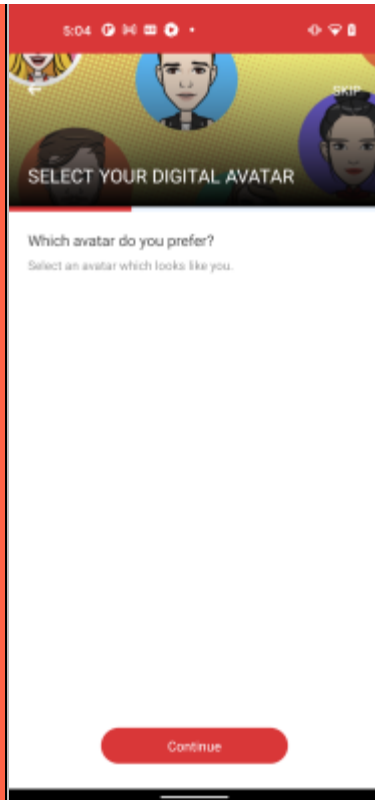 5:04
SKIP
SELECT YOUR DIGITAL AVATAR
Which avatar do you prefer?
Select an avatar which looks like you.
Continue